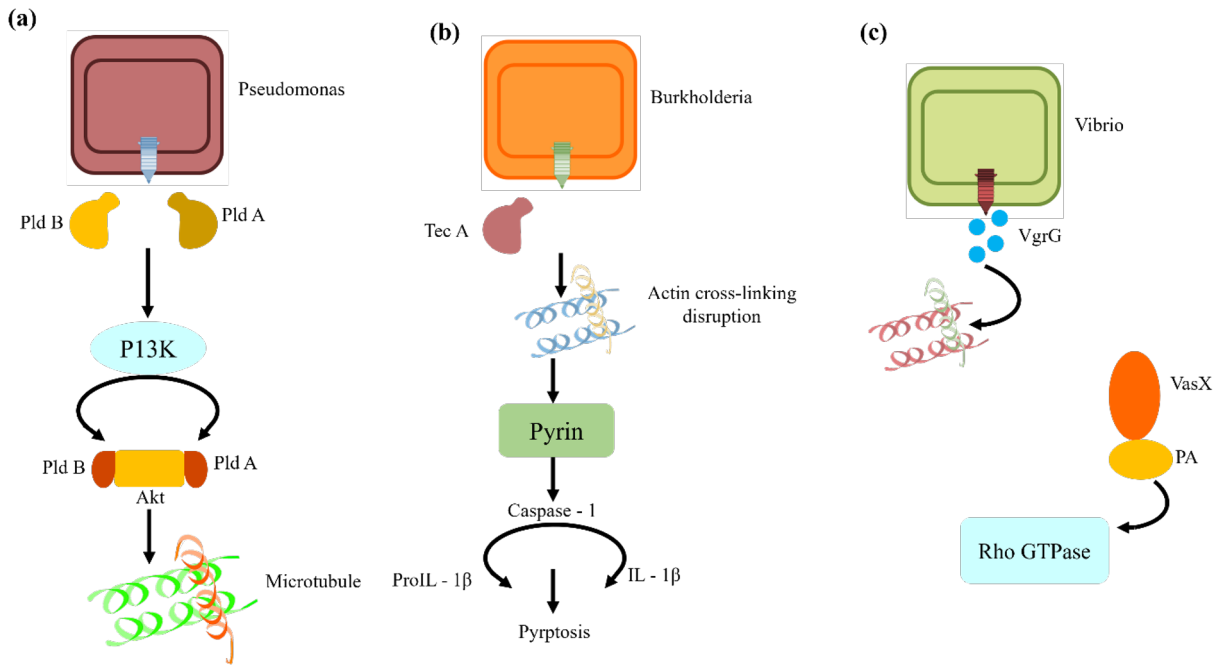 (a)
Pseudomonas
Pld B
Pld A
P13K
Pld B
Pld A
Akt
Microtubule
(b)
Burkholderia
Tec A
Actin cross-linking
disruption
Pyrin
Caspase - 1
ProIL - 1β
IL - 1β
Pyrptosis
(c)
Vibrio
VgrG
VasX
PA
Rho GTPase